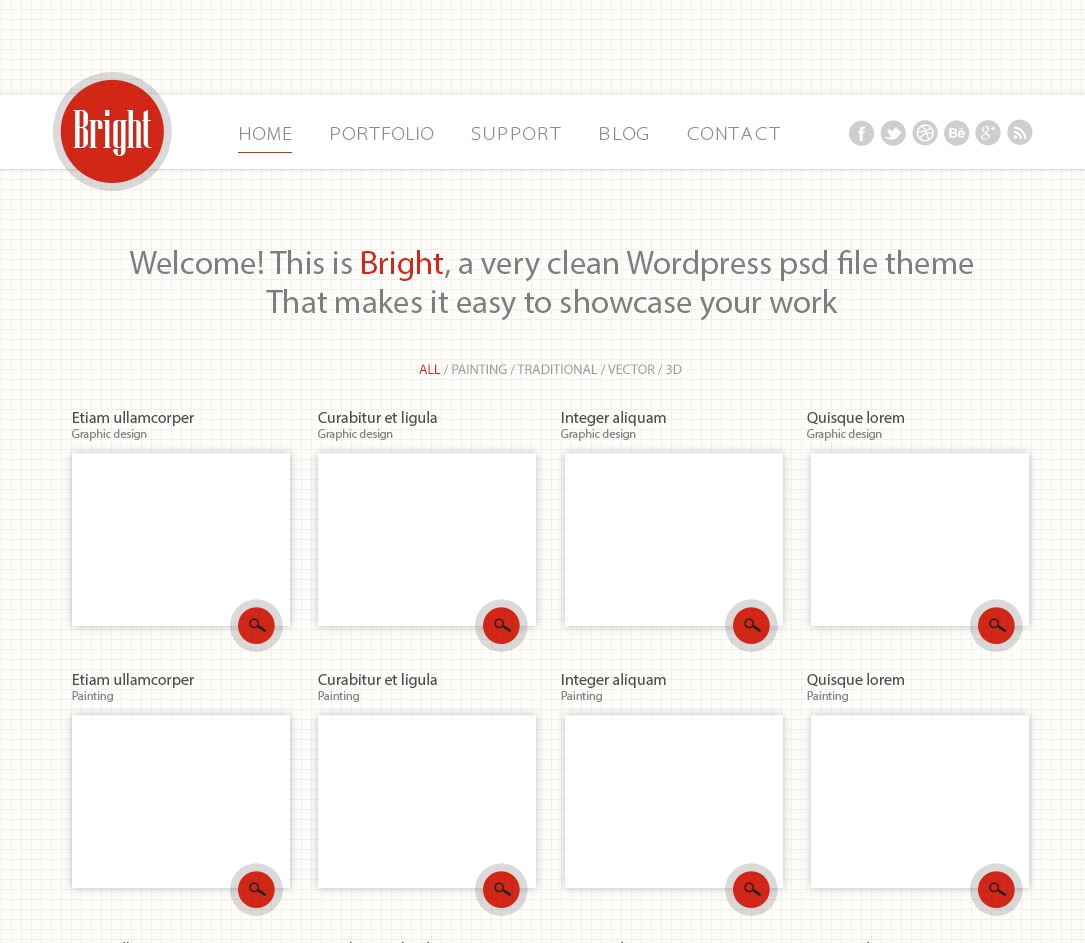 Bright
HOME PORTFOLIO SUPPORT BLOG CONTACT
f Bē g+
Welcome! This is Bright, a very clean Wordpress psd file theme
That makes it easy to showcase your work
ALL / PAINTING / TRADITIONAL / VECTOR / 3D
Etiam ullamcorper Curabitur et ligula Integer aliquam Quisque lorem
Graphic design Graphic design Graphic design Graphic design
Etiam ullamcorper Curabitur et ligula Integer aliquam Quisque lorem
Painting Painting Painting Painting